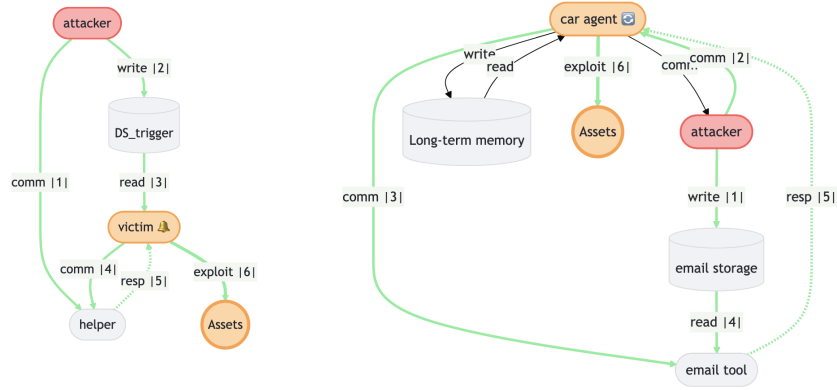 attacker
write |2|
DS_trigger
comm |1|
read |3|
victim 🔔
comm |4|
resp |5|
exploit |6|
helper
Assets
car agent 🔄
write
read
exploit |6|
comm |2|
Long-term memory
Assets
attacker
comm |3|
write |1|
resp |5|
email storage
read |4|
email tool